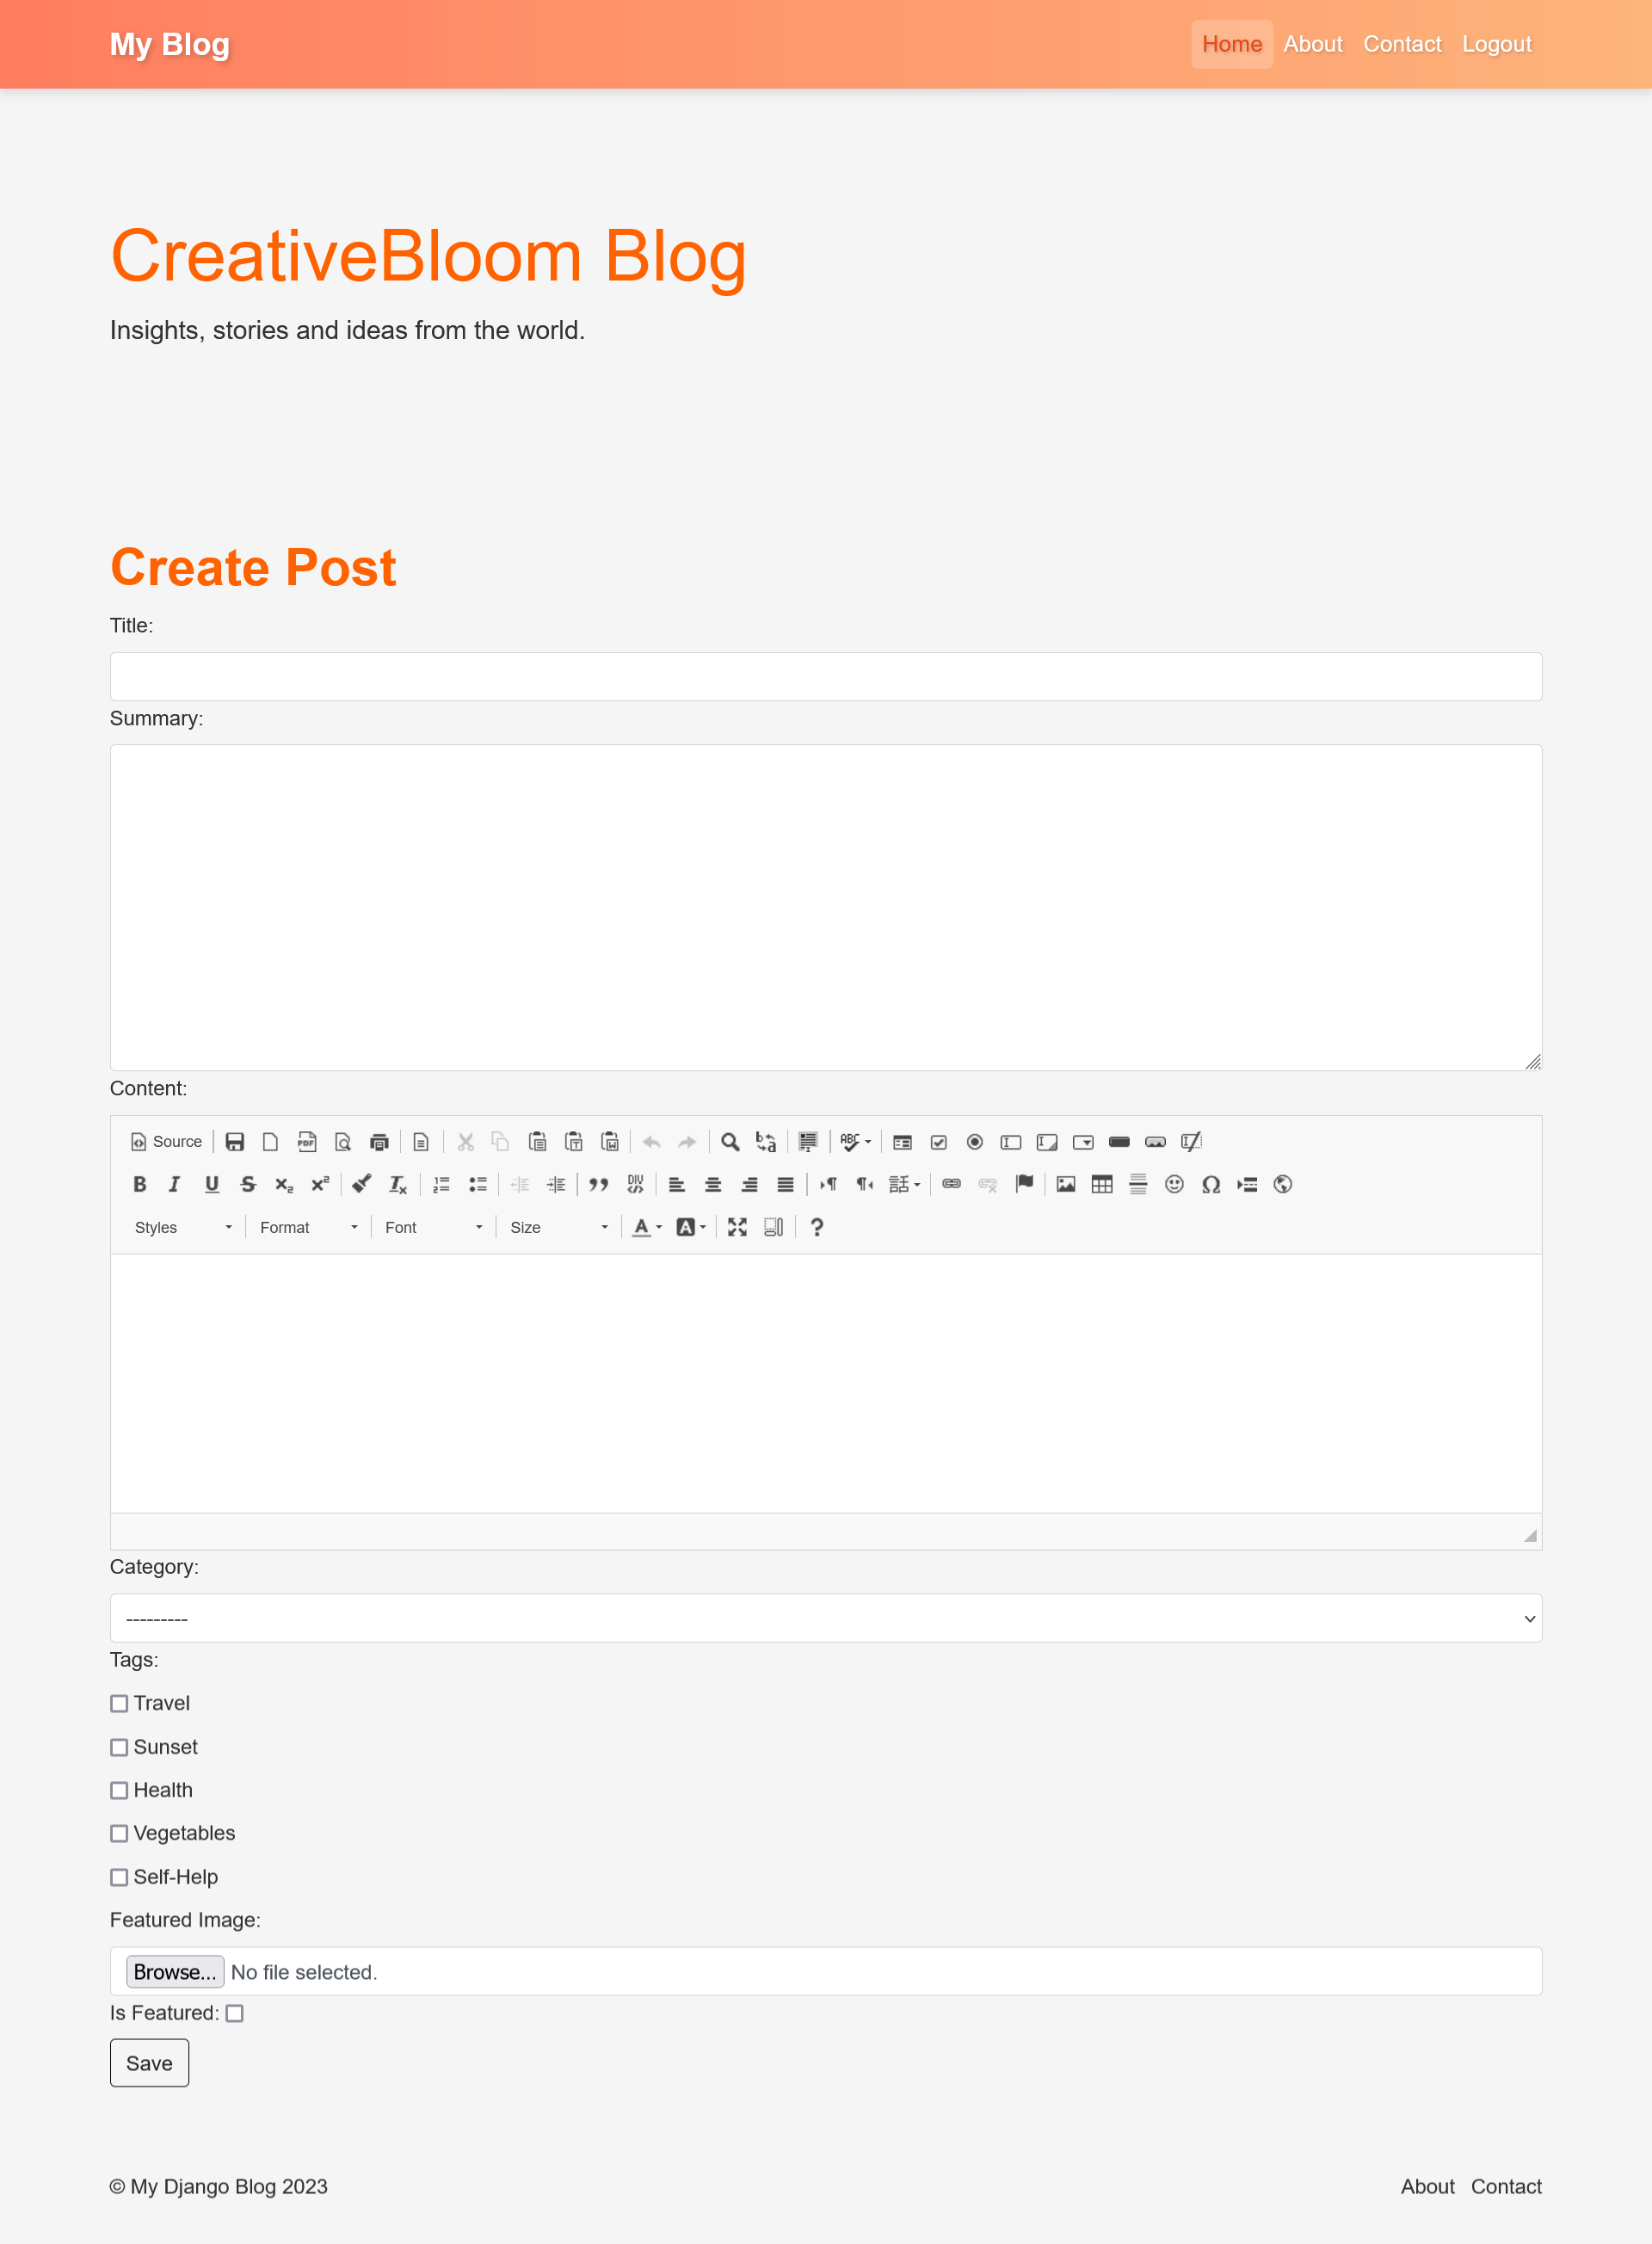 My Blog
Home About Contact Logout
CreativeBloom Blog
Insights, stories and ideas from the world.
Create Post
Title:
Summary:
Content:
Source
Styles Format Font Size
Category:
---------
Tags:
Travel
Sunset
Health
Vegetables
Self-Help
Featured Image:
Browse... No file selected.
Is Featured:
Save
© My Django Blog 2023
About Contact